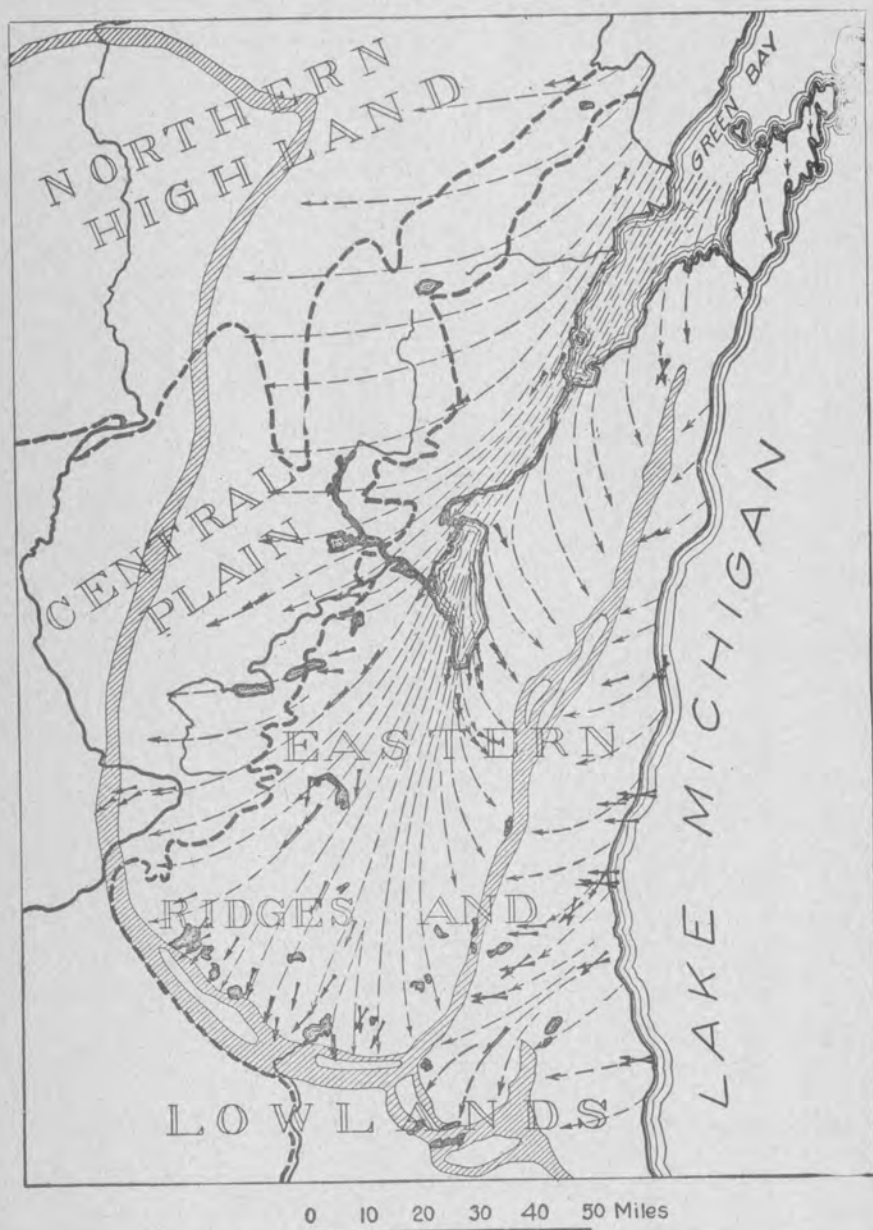 NORTHERN
HIGHLAND
GREEN BAY
CENTRAL
PLAIN
EASTERN
RIDGES AND
LOWLANDS
LAKE MICHIGAN
0 10 20 30 40 50 Miles